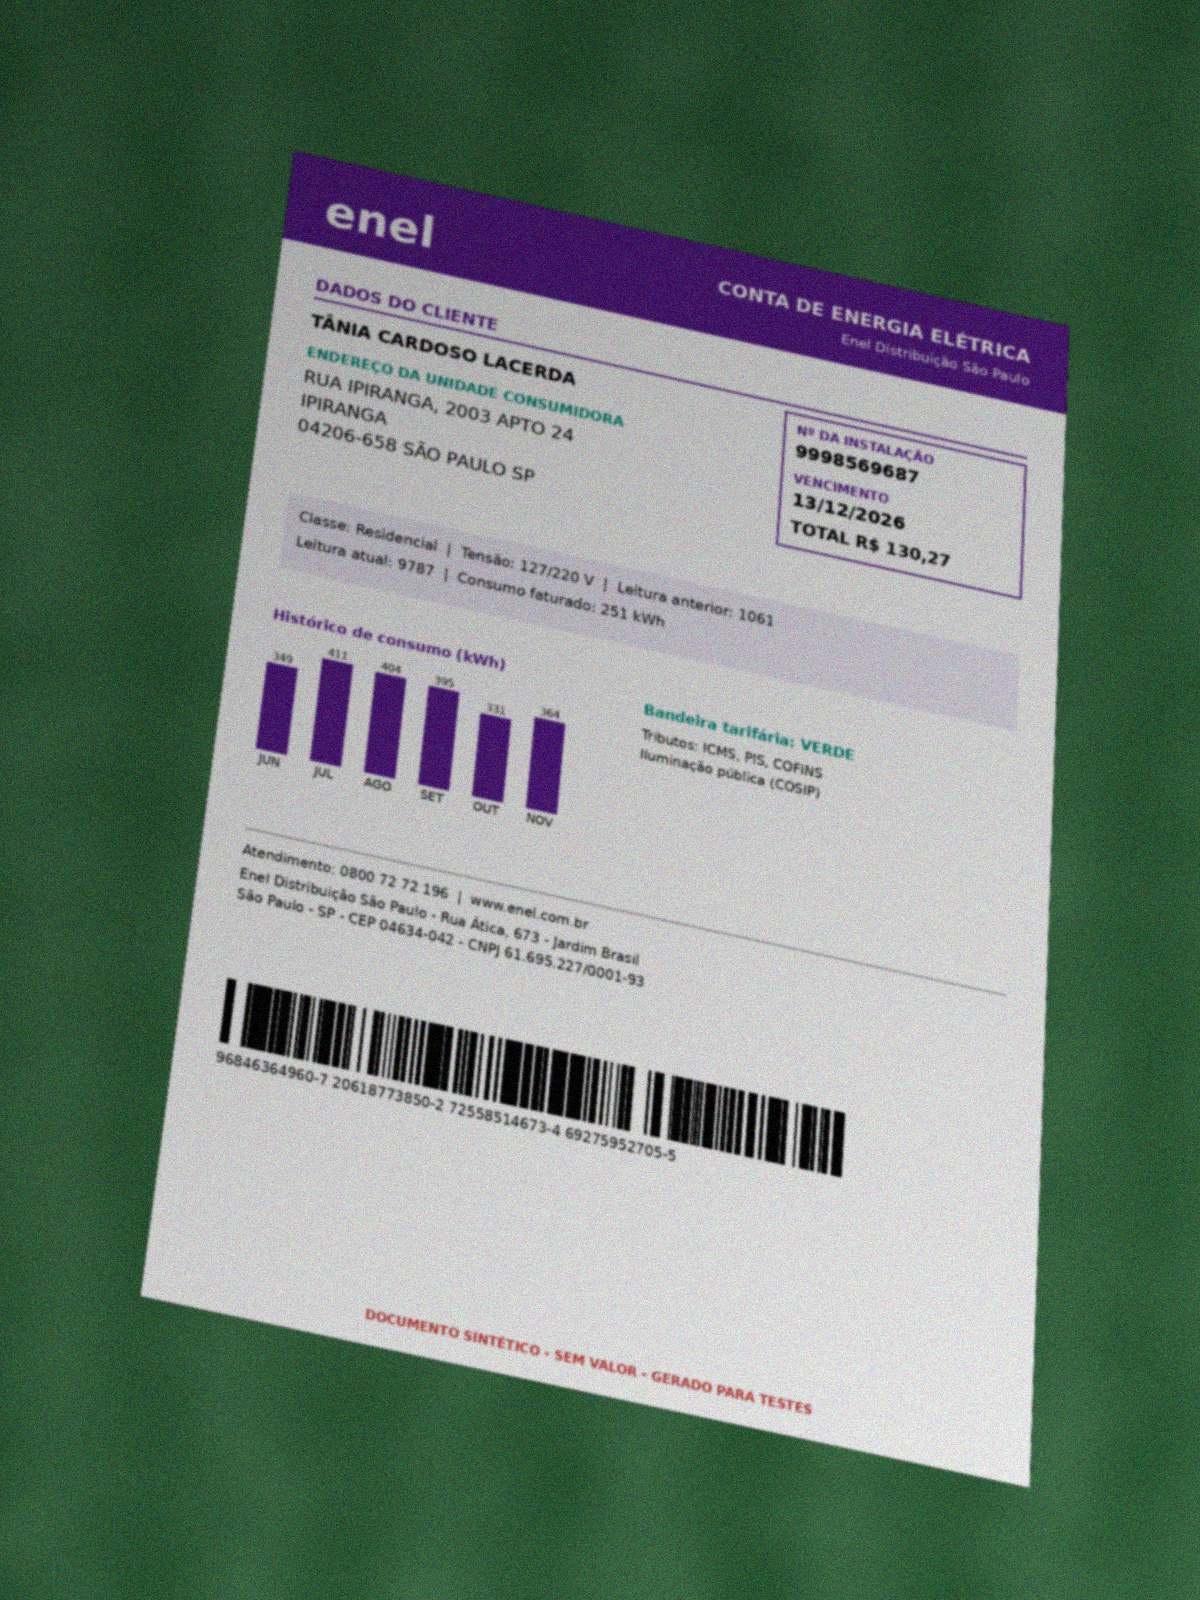 enel
CONTA DE ENERGIA ELÉTRICA
Enel Distribuição São Paulo
DADOS DO CLIENTE
TÂNIA CARDOSO LACERDA
ENDEREÇO DA UNIDADE CONSUMIDORA
RUA IPIRANGA, 2003 APTO 24
IPIRANGA
04206-658 SÃO PAULO SP
Nº DA INSTALAÇÃO
9998569687
VENCIMENTO
13/12/2026
TOTAL R$ 130,27
Classe: Residencial | Tensão: 127/220 V | Leitura anterior: 1061
Leitura atual: 9787 | Consumo faturado: 251 kWh
Histórico de consumo (kWh)
349 411 404 395 331 364
JUN JUL AGO SET OUT NOV
Bandeira tarifária: VERDE
Tributos: ICMS, PIS, COFINS
Iluminação pública (COSIP)
Atendimento: 0800 72 72 196 | www.enel.com.br
Enel Distribuição São Paulo - Rua Ática, 673 - Jardim Brasil
São Paulo - SP - CEP 04634-042 - CNPJ 61.695.227/0001-93
96846364960-7 20618773850-2 72558514673-4 69275952705-5
DOCUMENTO SINTÉTICO - SEM VALOR - GERADO PARA TESTES